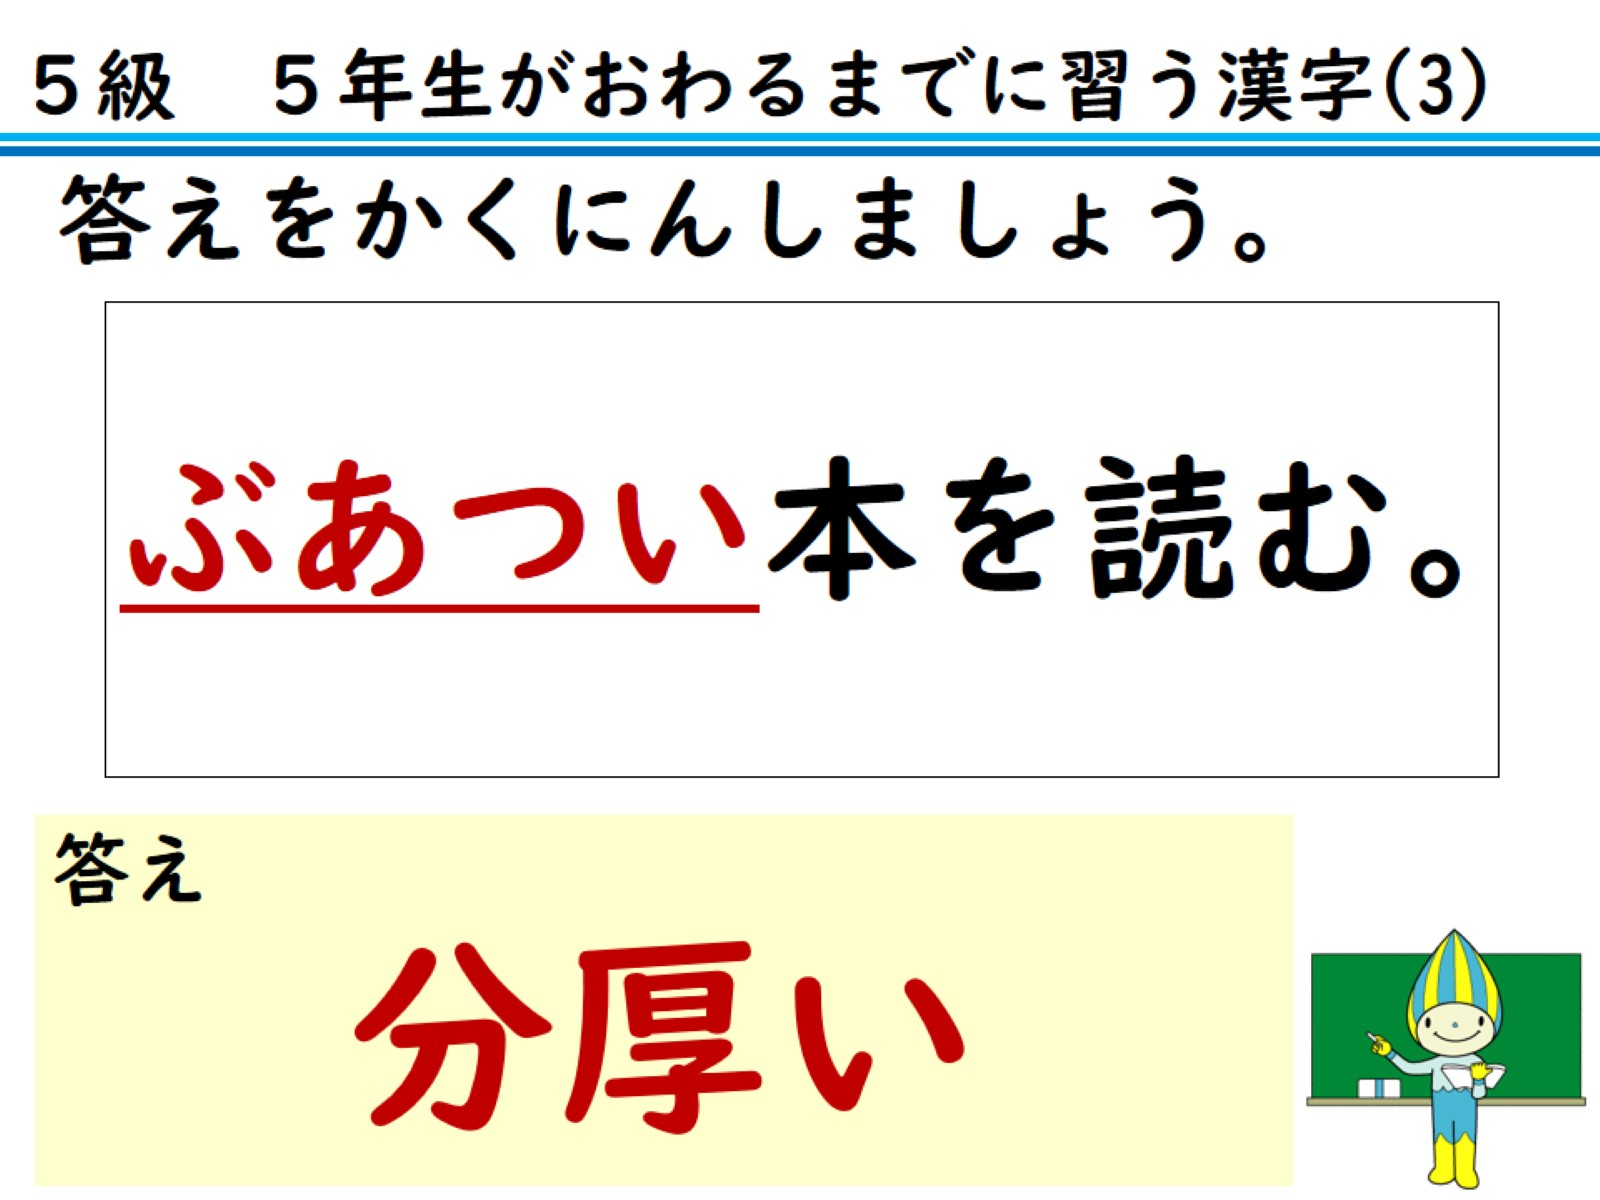 ５級　５年生がおわるまでに習う漢字(3)
答えをかくにんしましょう。
ぶあつい本を読む。
答え
分厚い